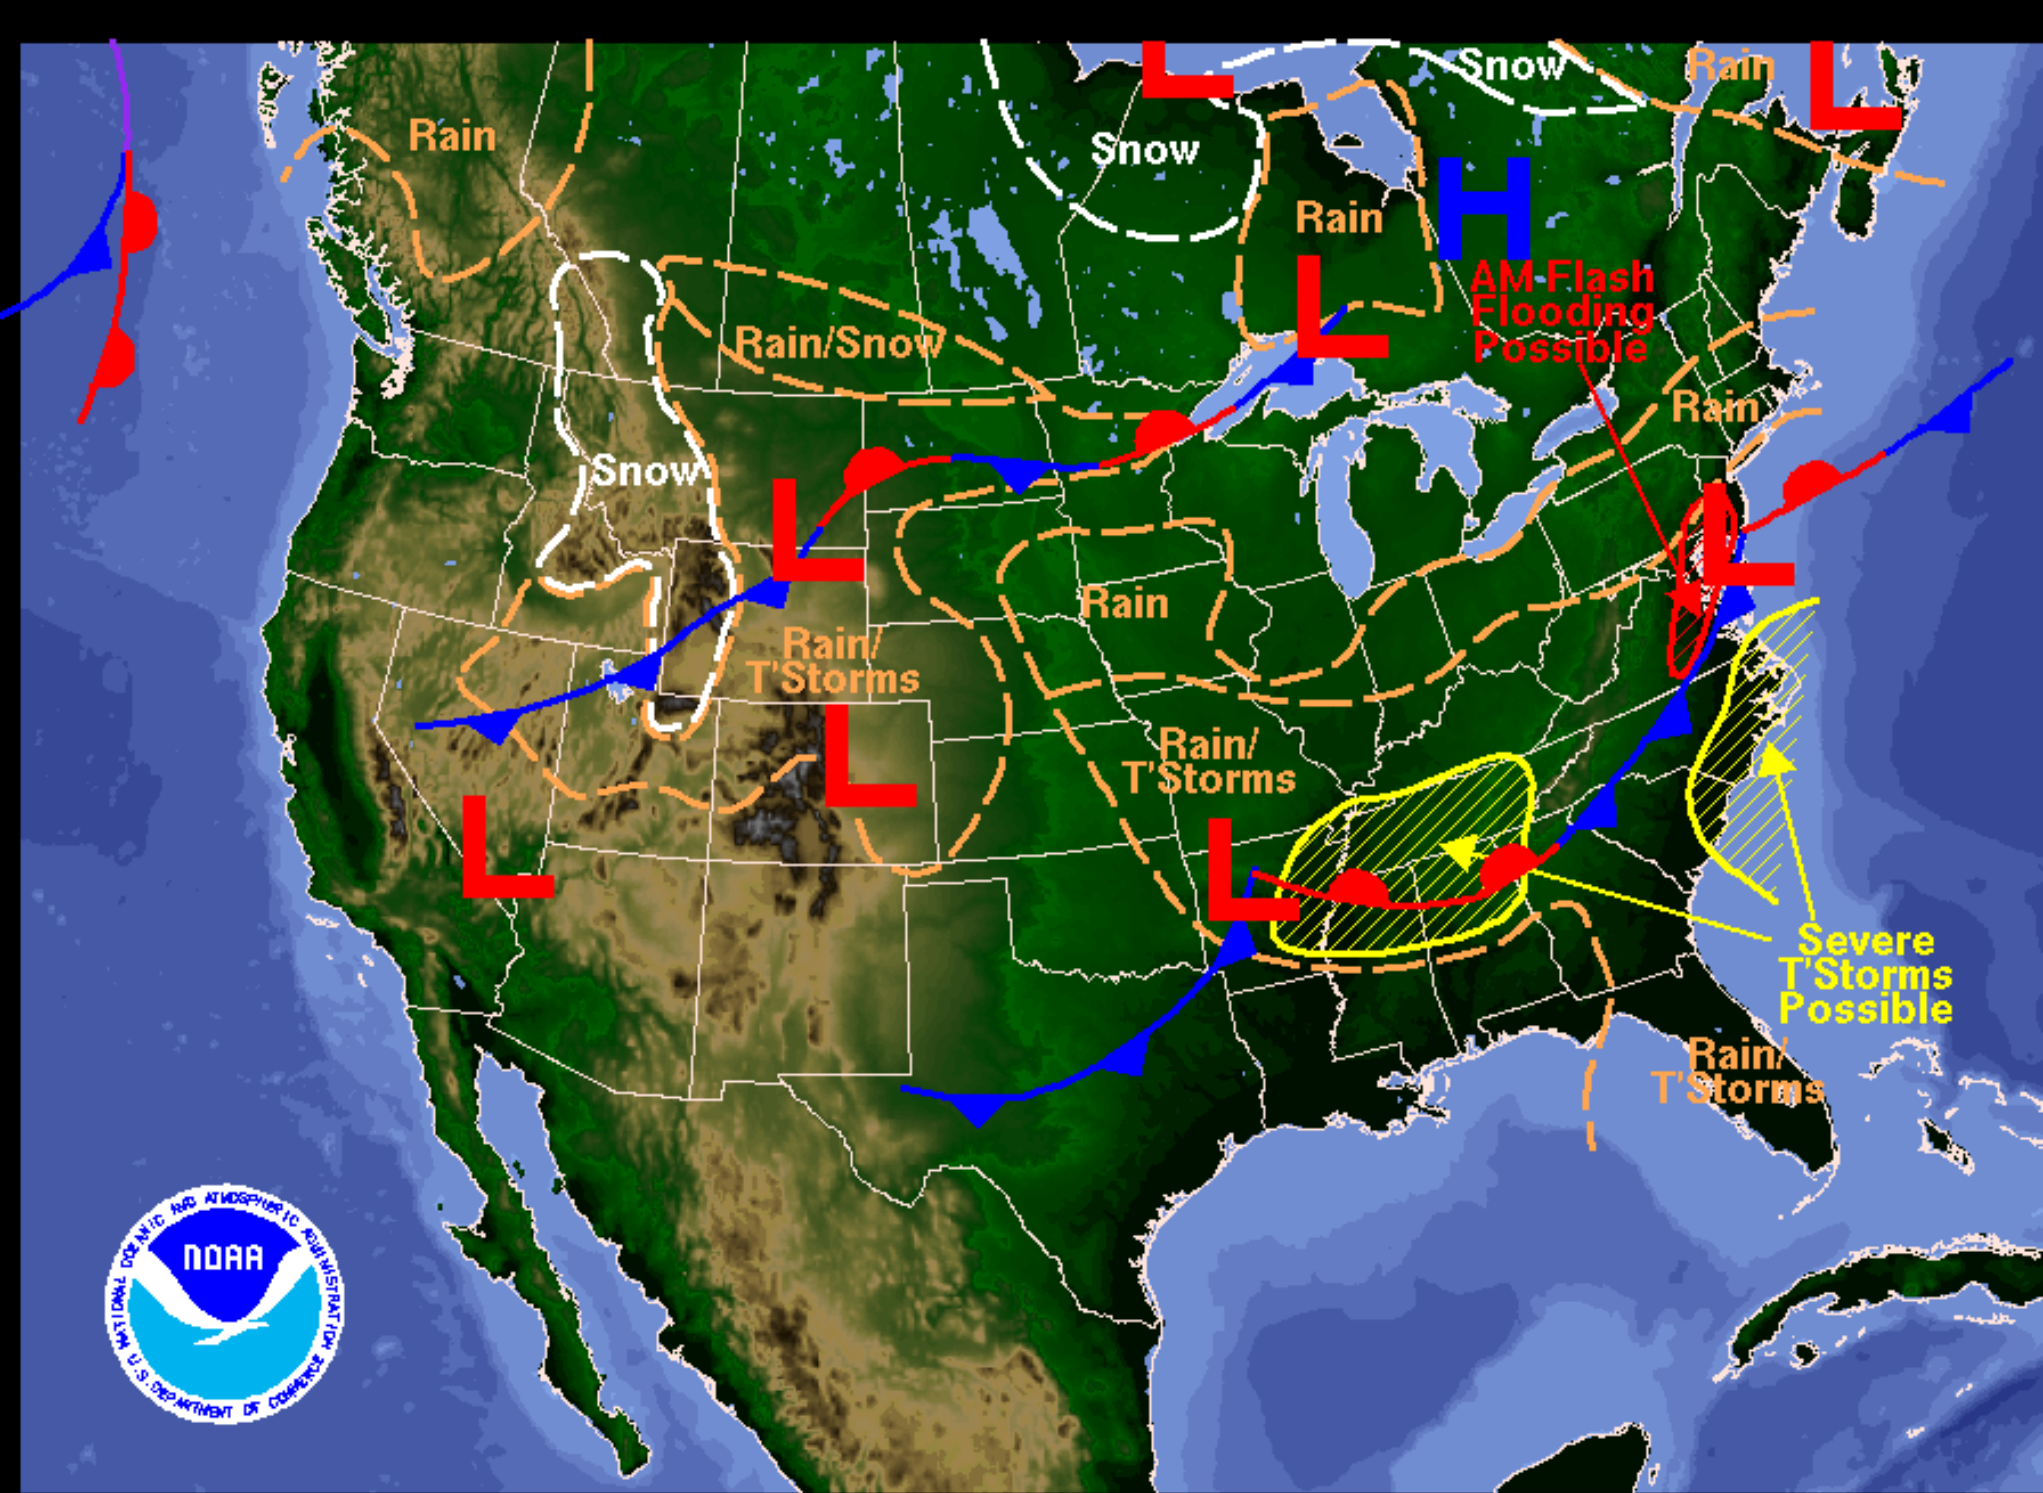 Snow
Rain
L
L
Rain
Snow
H
Rain
AM Flash
Flooding
Possible
L
Rain/Snow
Rain
Snow
L
L
Rain
Rain/
T'Storms
L
Rain/
T'Storms
L
L
Severe
T'Storms
Possible
Rain/
T'Storms
NOAA
NATIONAL OCEANIC AND ATMOSPHERIC ADMINISTRATION
U.S. DEPARTMENT OF COMMERCE